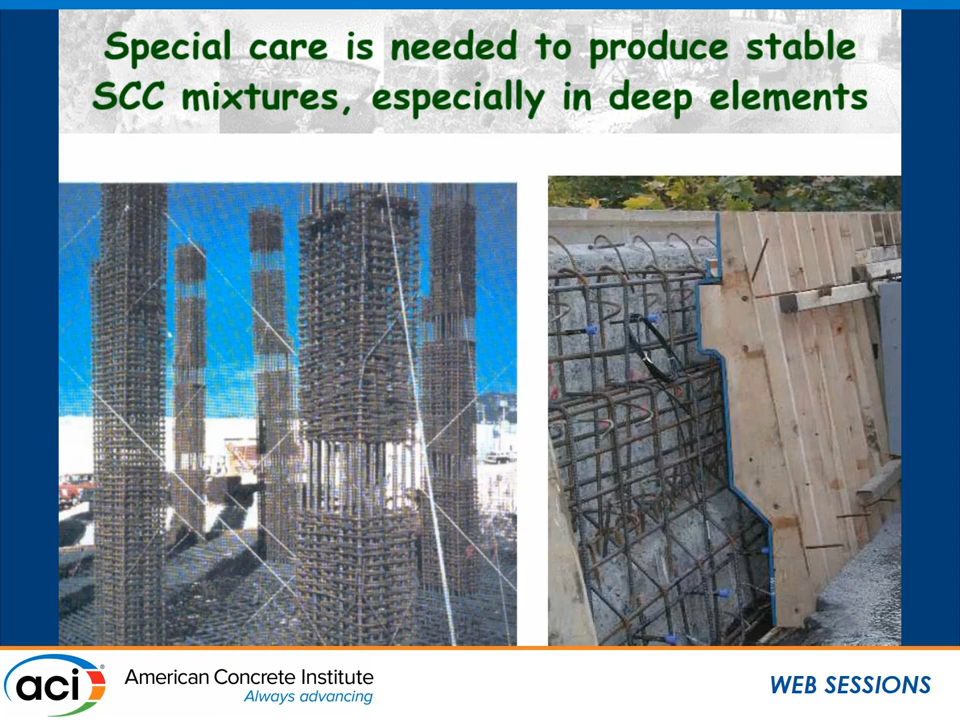 Special care is needed to produce stable
SCC mixtures, especially in deep elements
aci®
American Concrete Institute
Always advancing
WEB SESSIONS